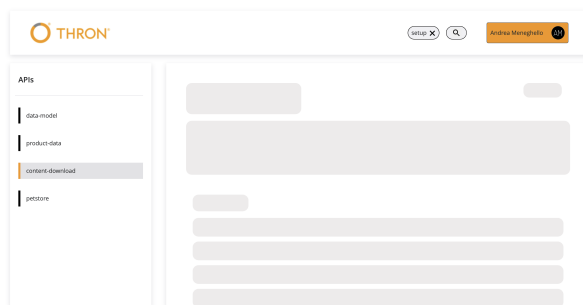 THRON
setup
Andrea Meneghello
AM
APIs
data-model
product-data
content-download
petstore